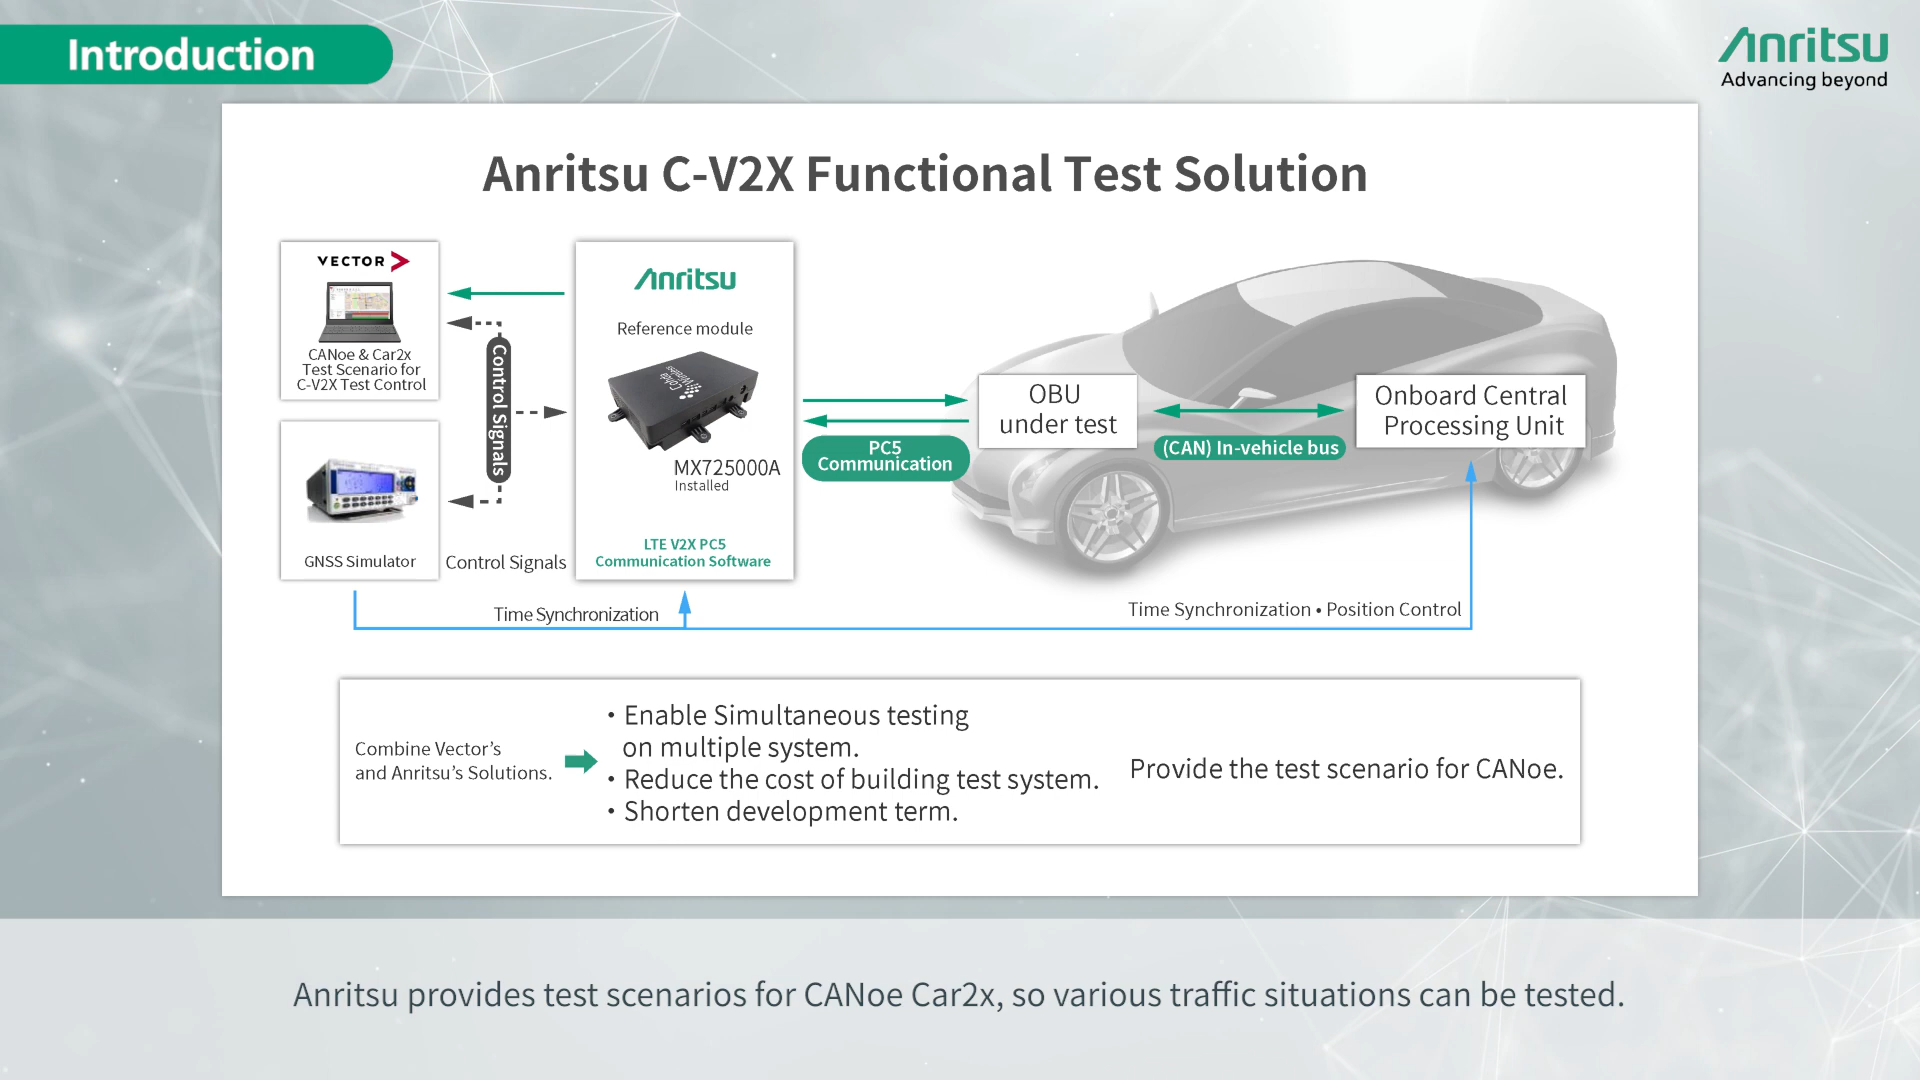 Introduction
Anritsu
Advancing beyond
Anritsu C-V2X Functional Test Solution
VECTOR
CANoe & Car2x
Test Scenario for
C-V2X Test Control
GNSS Simulator
Control Signals
Control Signals
Anritsu
Reference module
Cohda
Wireless
MX725000A
Installed
LTE V2X PC5
Communication Software
PC5
Communication
OBU
under test
(CAN) In-vehicle bus
Onboard Central
Processing Unit
Time Synchronization
Time Synchronization • Position Control
Combine Vector's
and Anritsu's Solutions.
・Enable Simultaneous testing
on multiple system.
・Reduce the cost of building test system.
・Shorten development term.
Provide the test scenario for CANoe.
Anritsu provides test scenarios for CANoe Car2x, so various traffic situations can be tested.